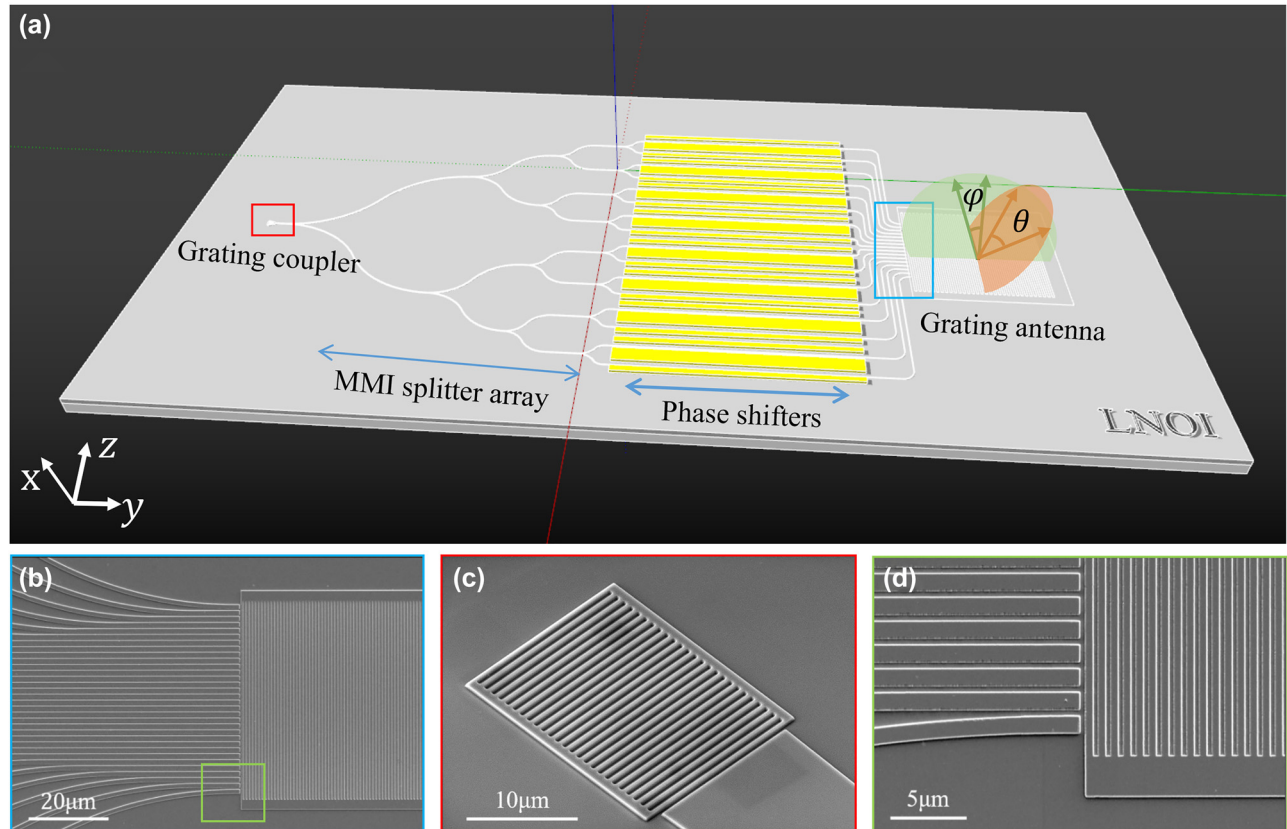 (a)
φ
θ
Grating coupler
Grating antenna
MMI splitter array
Phase shifters
LNOI
z
x
y
(b)
20μm
(c)
10μm
(d)
5μm